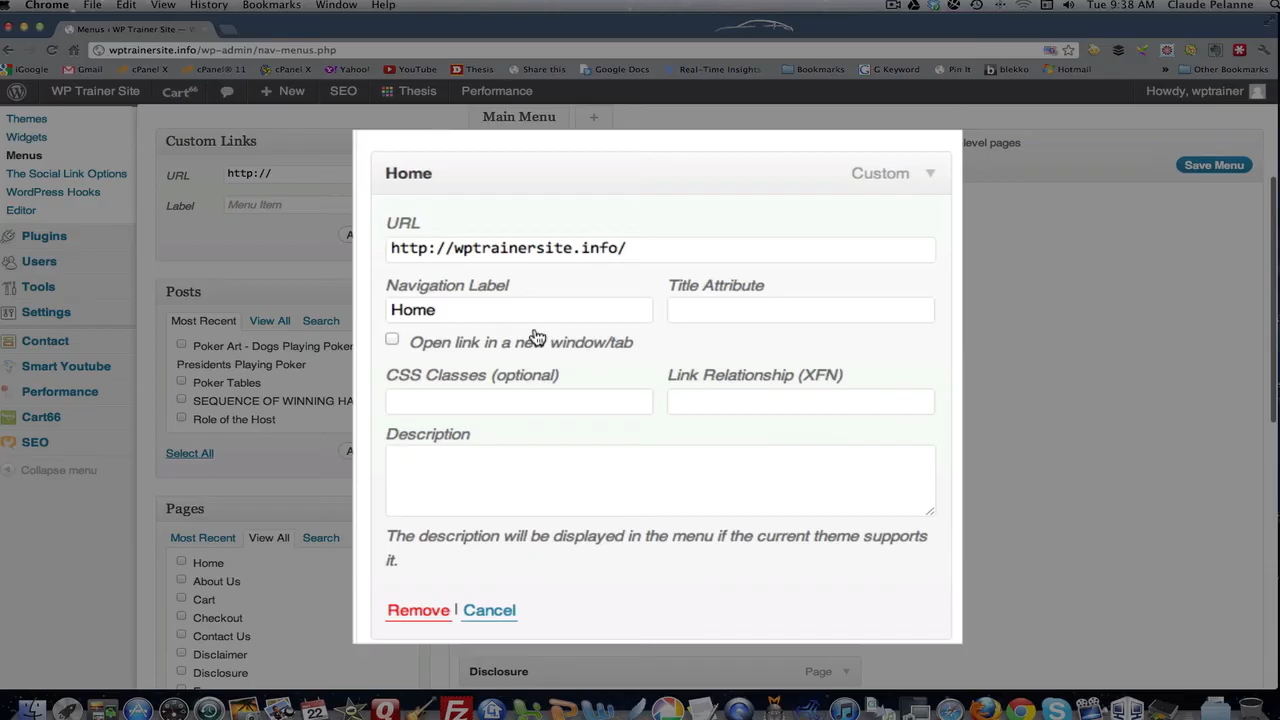 Chrome File Edit View History Bookmarks Window Help Tue 9:38 AM Claude Pelanne
Menus ‹ WP Trainer Site —
wptrainersite.info/wp-admin/nav-menus.php
iGoogle Gmail cPanel X cPanel® 11 cPanel X Yahoo! YouTube Thesis Share this Google Docs Real-Time Insights Bookmarks G Keyword Pin It blekko Hotmail » Other Bookmarks
WP Trainer Site Cart66 + New SEO Thesis Performance Howdy, wptrainer
Themes
Widgets
Menus
The Social Link Options
WordPress Hooks
Editor
Plugins
Users
Tools
Settings
Contact
Smart Youtube
Performance
Cart66
SEO
Collapse menu
Custom Links
URL http://
Label Menu Item
A
Posts
Most Recent View All Search
Poker Art - Dogs Playing Poker
Presidents Playing Poker
Poker Tables
SEQUENCE OF WINNING HA
Role of the Host
Select All A
Pages
Most Recent View All Search
Home
About Us
Cart
Checkout
Contact Us
Disclaimer
Disclosure
Main Menu +
level pages
Save Menu
Home Custom
URL
http://wptrainersite.info/
Navigation Label Title Attribute
Home
Open link in a new window/tab
CSS Classes (optional) Link Relationship (XFN)
Description
The description will be displayed in the menu if the current theme supports
it.
Remove | Cancel
Disclosure Page
22